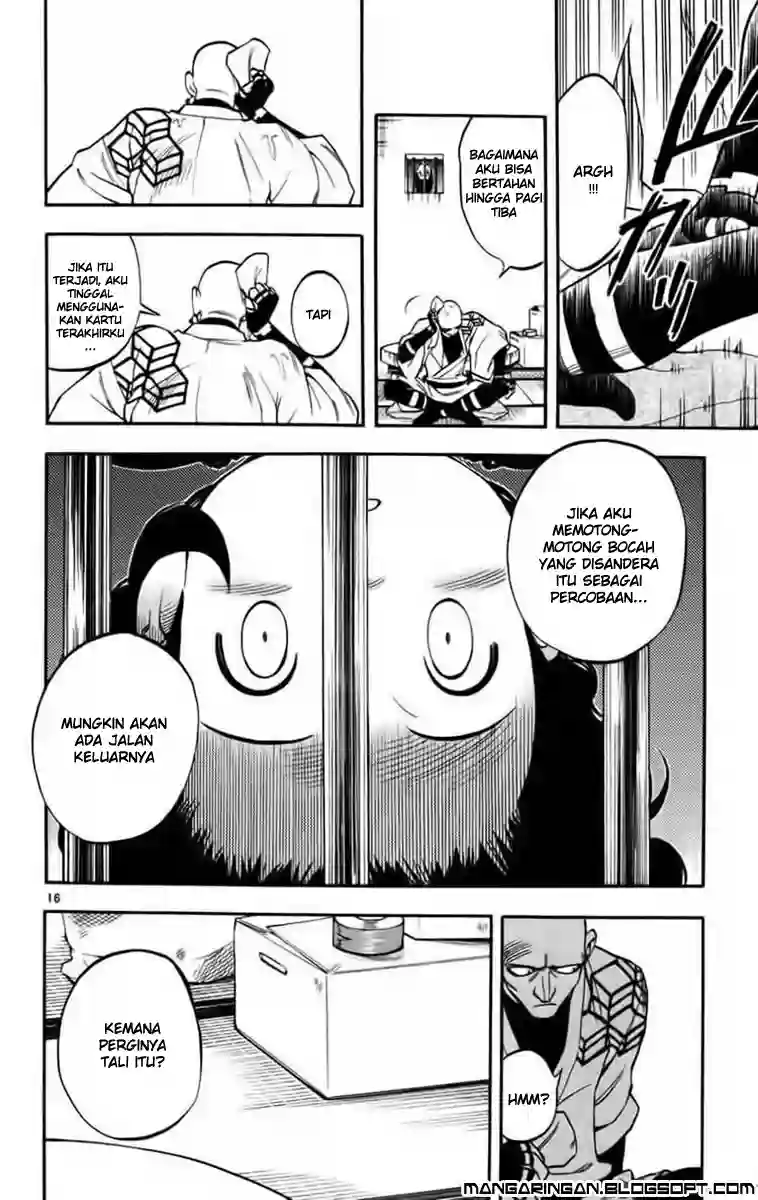 ARGH
!!!
BAGAIMANA
AKU BISA
BERTAHAN
HINGGA PAGI
TIBA
TAPI
JIKA ITU
TERJADI, AKU
TINGGAL
MENGGUNA-
KAN KARTU
TERAKHIRKU
...
JIKA AKU
MEMOTONG-
MOTONG BOCAH
YANG DISANDERA
ITU SEBAGAI
PERCOBAAN...
MUNGKIN AKAN
ADA JALAN
KELUARNYA
16
HMM?
KEMANA
PERGINYA
TALI ITU?
MANGARINGAN.BLOGSOFT.COM